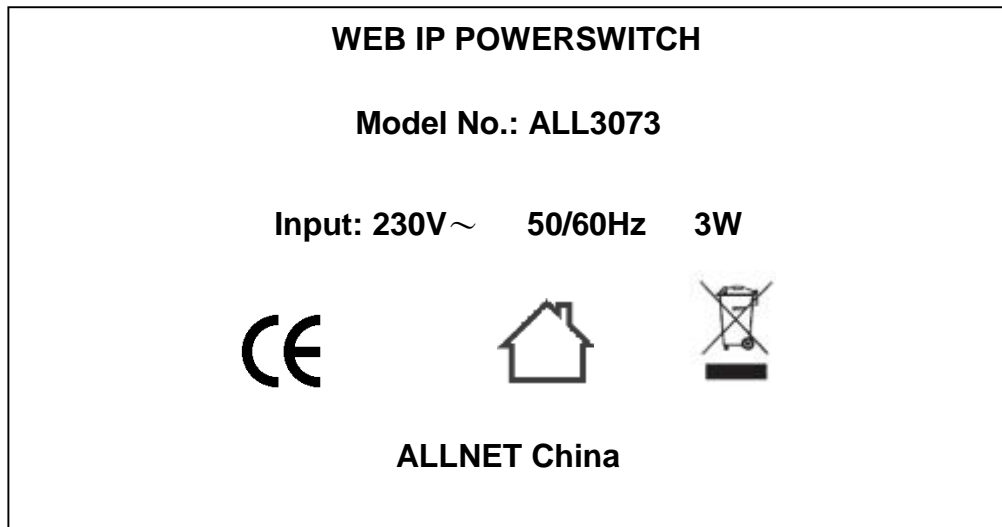 WEB IP POWERSWITCH
Model No.: ALL3073
Input: 230V～ 50/60Hz 3W
CE
ALLNET China